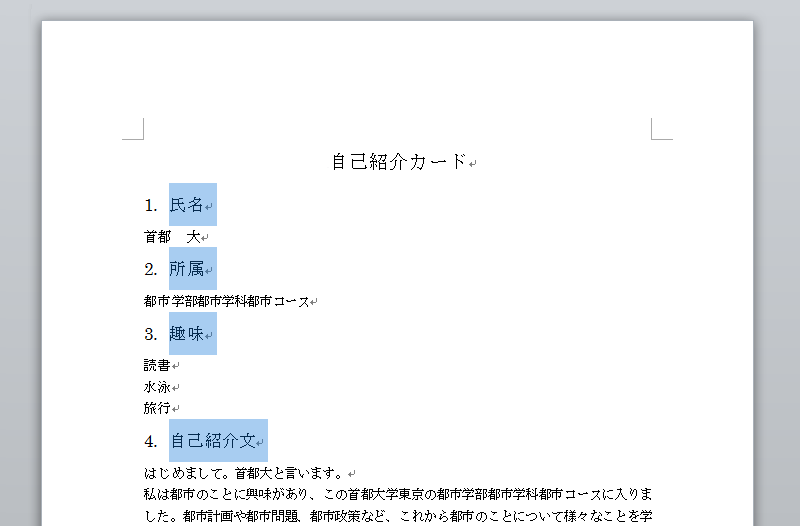 自己紹介カード
1. 氏名
首都　大
2. 所属
都市学部都市学科都市コース
3. 趣味
読書
水泳
旅行
4. 自己紹介文
はじめまして。首都大と言います。
私は都市のことに興味があり、この首都大学東京の都市学部都市学科都市コースに入りま
した。都市計画や都市問題、都市政策など、これから都市のことについて様々なことを学